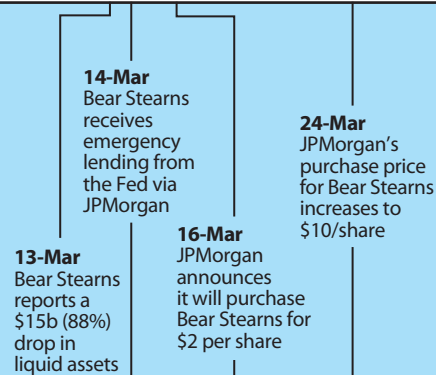 13-Mar
Bear Stearns
reports a
$15b (88%)
drop in
liquid assets
14-Mar
Bear Stearns
receives
emergency
lending from
the Fed via
JPMorgan
16-Mar
JPMorgan
announces
it will purchase
Bear Stearns for
$2 per share
24-Mar
JPMorgan’s
purchase price
for Bear Stearns
increases to
$10/share